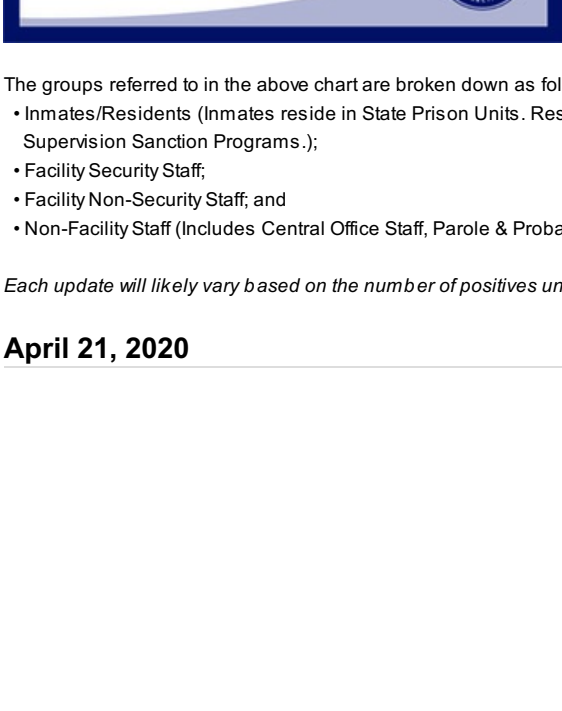 The groups referred to in the above chart are broken down as fol
• Inmates/Residents (Inmates reside in State Prison Units. Res
Supervision Sanction Programs.);
• Facility Security Staff;
• Facility Non-Security Staff; and
• Non-Facility Staff (Includes Central Office Staff, Parole & Proba
Each update will likely vary based on the number of positives un
April 21, 2020